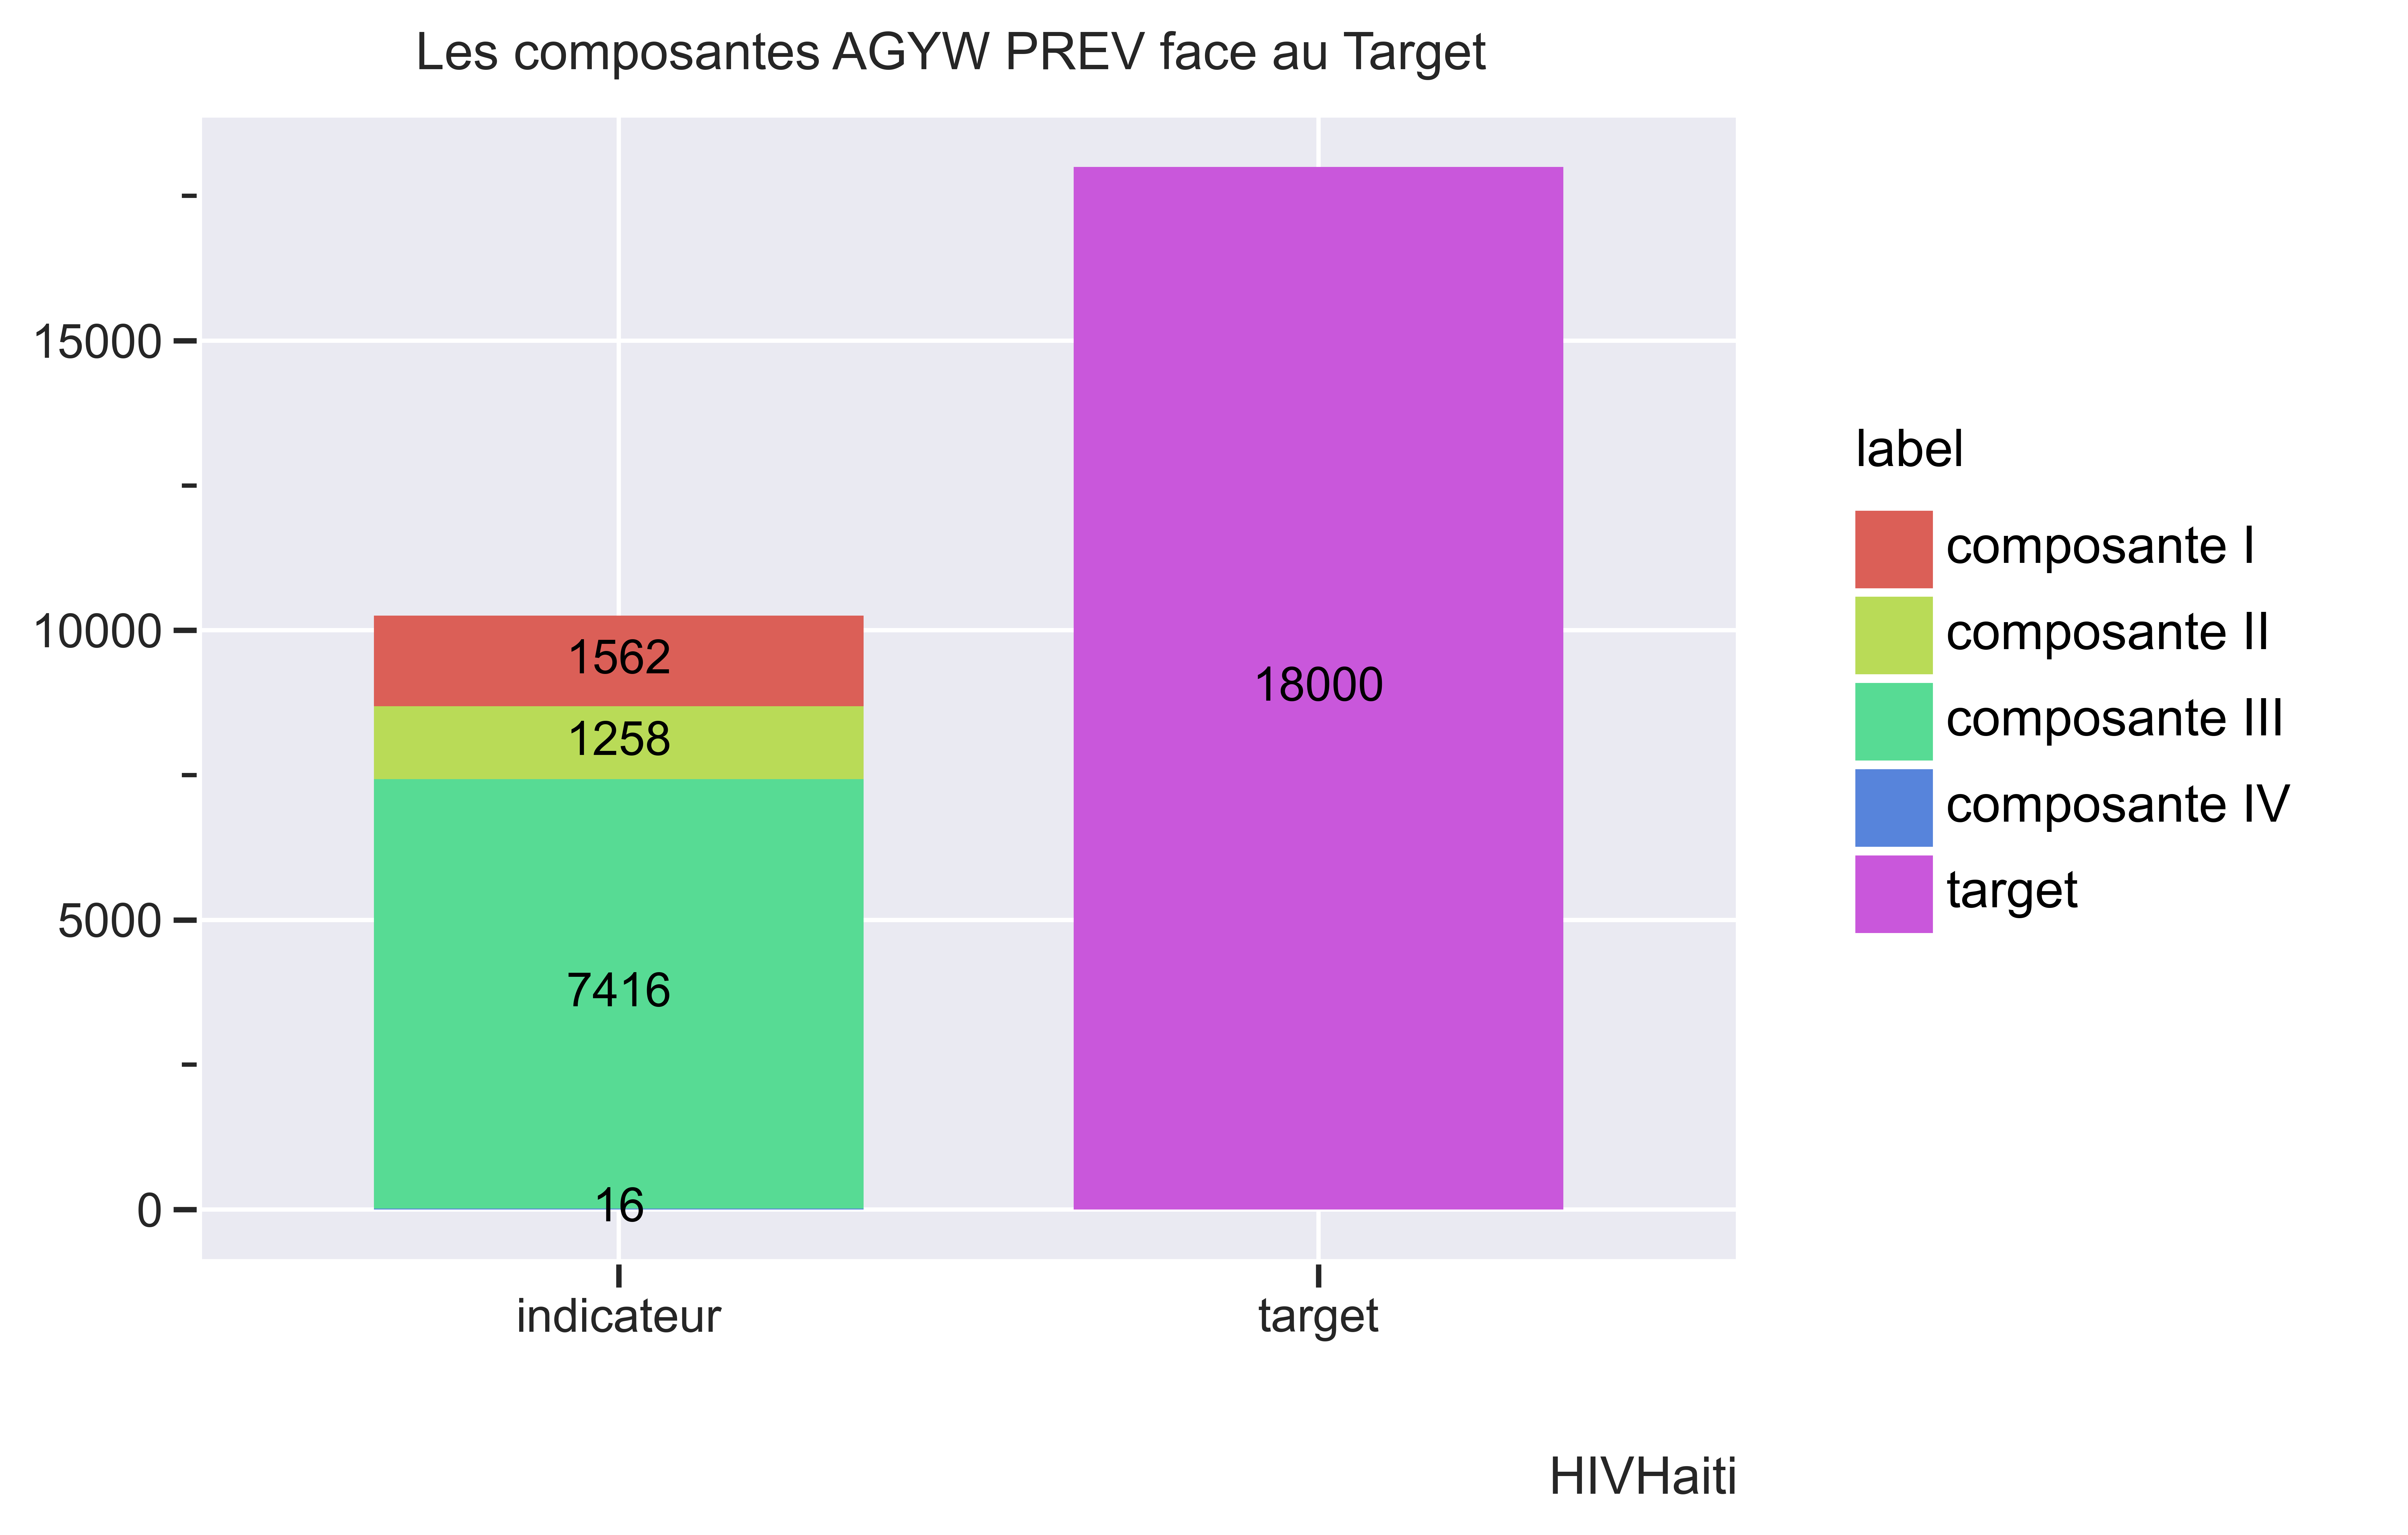 Les composantes AGYW PREV face au Target
15000
10000
5000
0
1562
1258
7416
16
18000
indicateur
target
label
composante I
composante II
composante III
composante IV
target
HIVHaiti